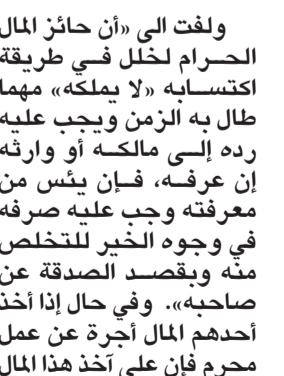 ولفت الى «أن حائز المال
الحرام لخلل في طريقة
اكتسابه «لا يملكه» مهما
طال به الزمن ويجب عليه
رده إلى مالكه أو وارثه
إن عرفه، فإن يئس من
معرفته وجب عليه صرفه
في وجوه الخير للتخلص
منه وبقصد الصدقة عن
صاحبه». وفي حال إذا أخذ
أحدهم المال أجرة عن عمل
محرم فإن على آخذ هذا المال